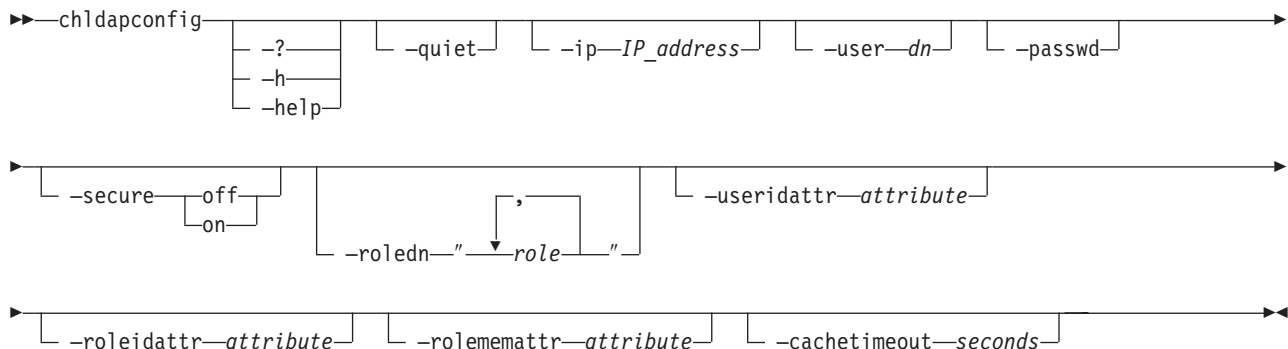 chldapconfig
–?
–h
–help
–quiet
–ip IP_address
–user dn
–passwd
–secure off
on
–roledn " role , "
–useridattr attribute
–roleidattr attribute
–rolememattr attribute
–cachetimeout seconds